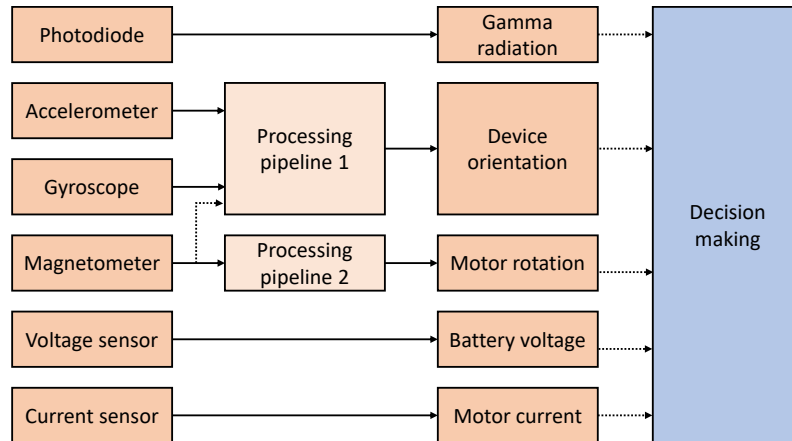 Photodiode
Gamma
radiation
Accelerometer
Processing
pipeline 1
Device
orientation
Gyroscope
Decision
making
Magnetometer
Processing
pipeline 2
Motor rotation
Voltage sensor
Battery voltage
Current sensor
Motor current